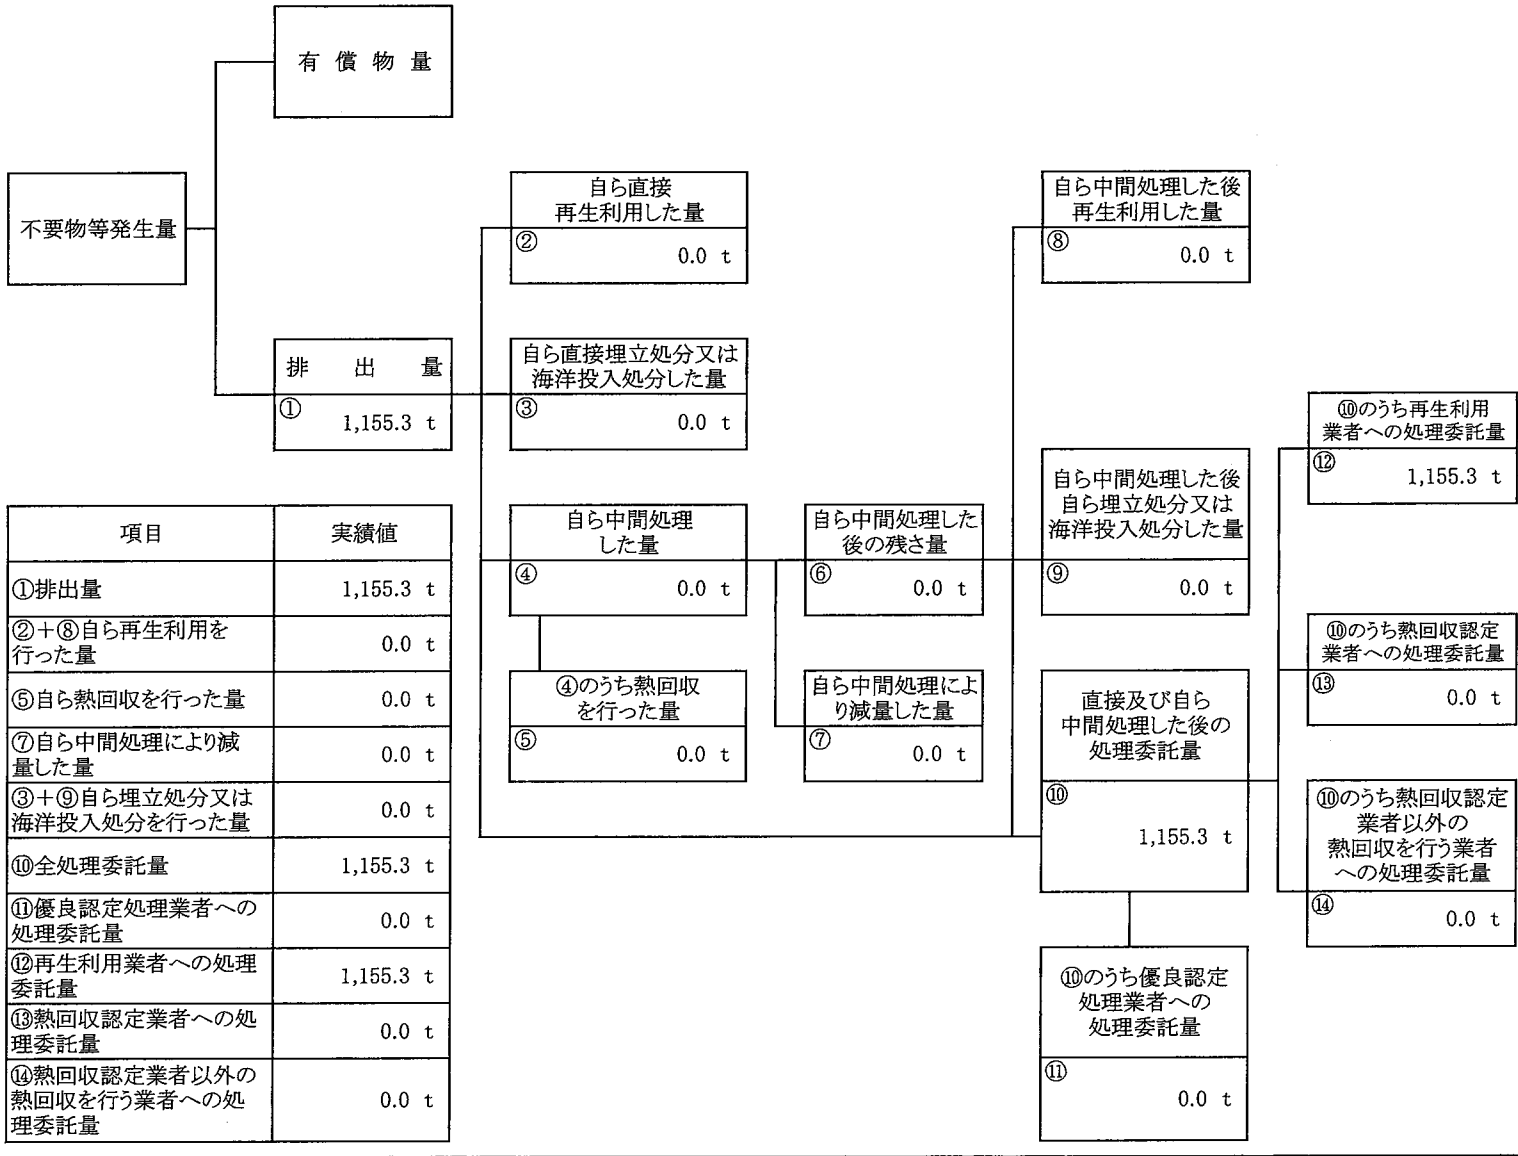 有償物量
不要物等発生量
排出量
① 1,155.3 t
自ら直接
再生利用した量
② 0.0 t
自ら直接埋立処分又は
海洋投入処分した量
③ 0.0 t
自ら中間処理
した量
④ 0.0 t
④のうち熱回収
を行った量
⑤ 0.0 t
自ら中間処理した
後の残さ量
⑥ 0.0 t
自ら中間処理によ
り減量した量
⑦ 0.0 t
自ら中間処理した後
再生利用した量
⑧ 0.0 t
自ら中間処理した後
自ら埋立処分又は
海洋投入処分した量
⑨ 0.0 t
直接及び自ら
中間処理した後の
処理委託量
⑩
1,155.3 t
⑩のうち優良認定
処理業者への
処理委託量
⑪
0.0 t
⑩のうち再生利用
業者への処理委託量
⑫ 1,155.3 t
⑩のうち熱回収認定
業者への処理委託量
⑬ 0.0 t
⑩のうち熱回収認定
業者以外の
熱回収を行う業者
への処理委託量
⑭ 0.0 t
項目 実績値
①排出量 1,155.3 t
②+⑧自ら再生利用を
行った量 0.0 t
⑤自ら熱回収を行った量 0.0 t
⑦自ら中間処理により減
量した量 0.0 t
③+⑨自ら埋立処分又は
海洋投入処分を行った量 0.0 t
⑩全処理委託量 1,155.3 t
⑪優良認定処理業者への
処理委託量 0.0 t
⑫再生利用業者への処理
委託量 1,155.3 t
⑬熱回収認定業者への処
理委託量 0.0 t
⑭熱回収認定業者以外の
熱回収を行う業者への処
理委託量 0.0 t